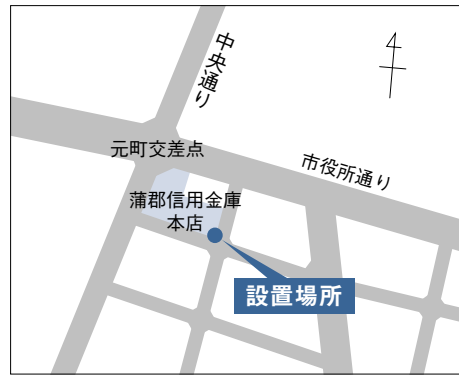 中央通り
元町交差点
市役所通り
蒲郡信用金庫
本店
設置場所